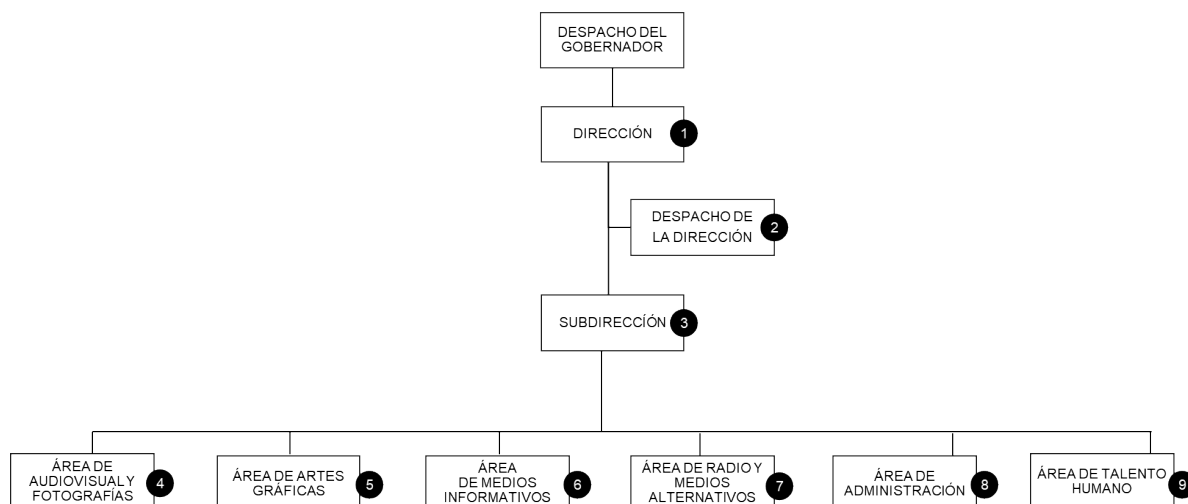 DESPACHO DEL
GOBERNADOR
DIRECCIÓN
1
DESPACHO DE
LA DIRECCIÓN
2
SUBDIRECCÍÓN
3
ÁREA DE
AUDIOVISUAL Y
FOTOGRAFÍAS
4
ÁREA DE ARTES
GRÁFICAS
5
ÁREA
DE MEDIOS
INFORMATIVOS
6
ÁREA DE RADIO Y
MEDIOS
ALTERNATIVOS
7
ÁREA DE
ADMINISTRACIÓN
8
ÁREA DE TALENTO
HUMANO
9